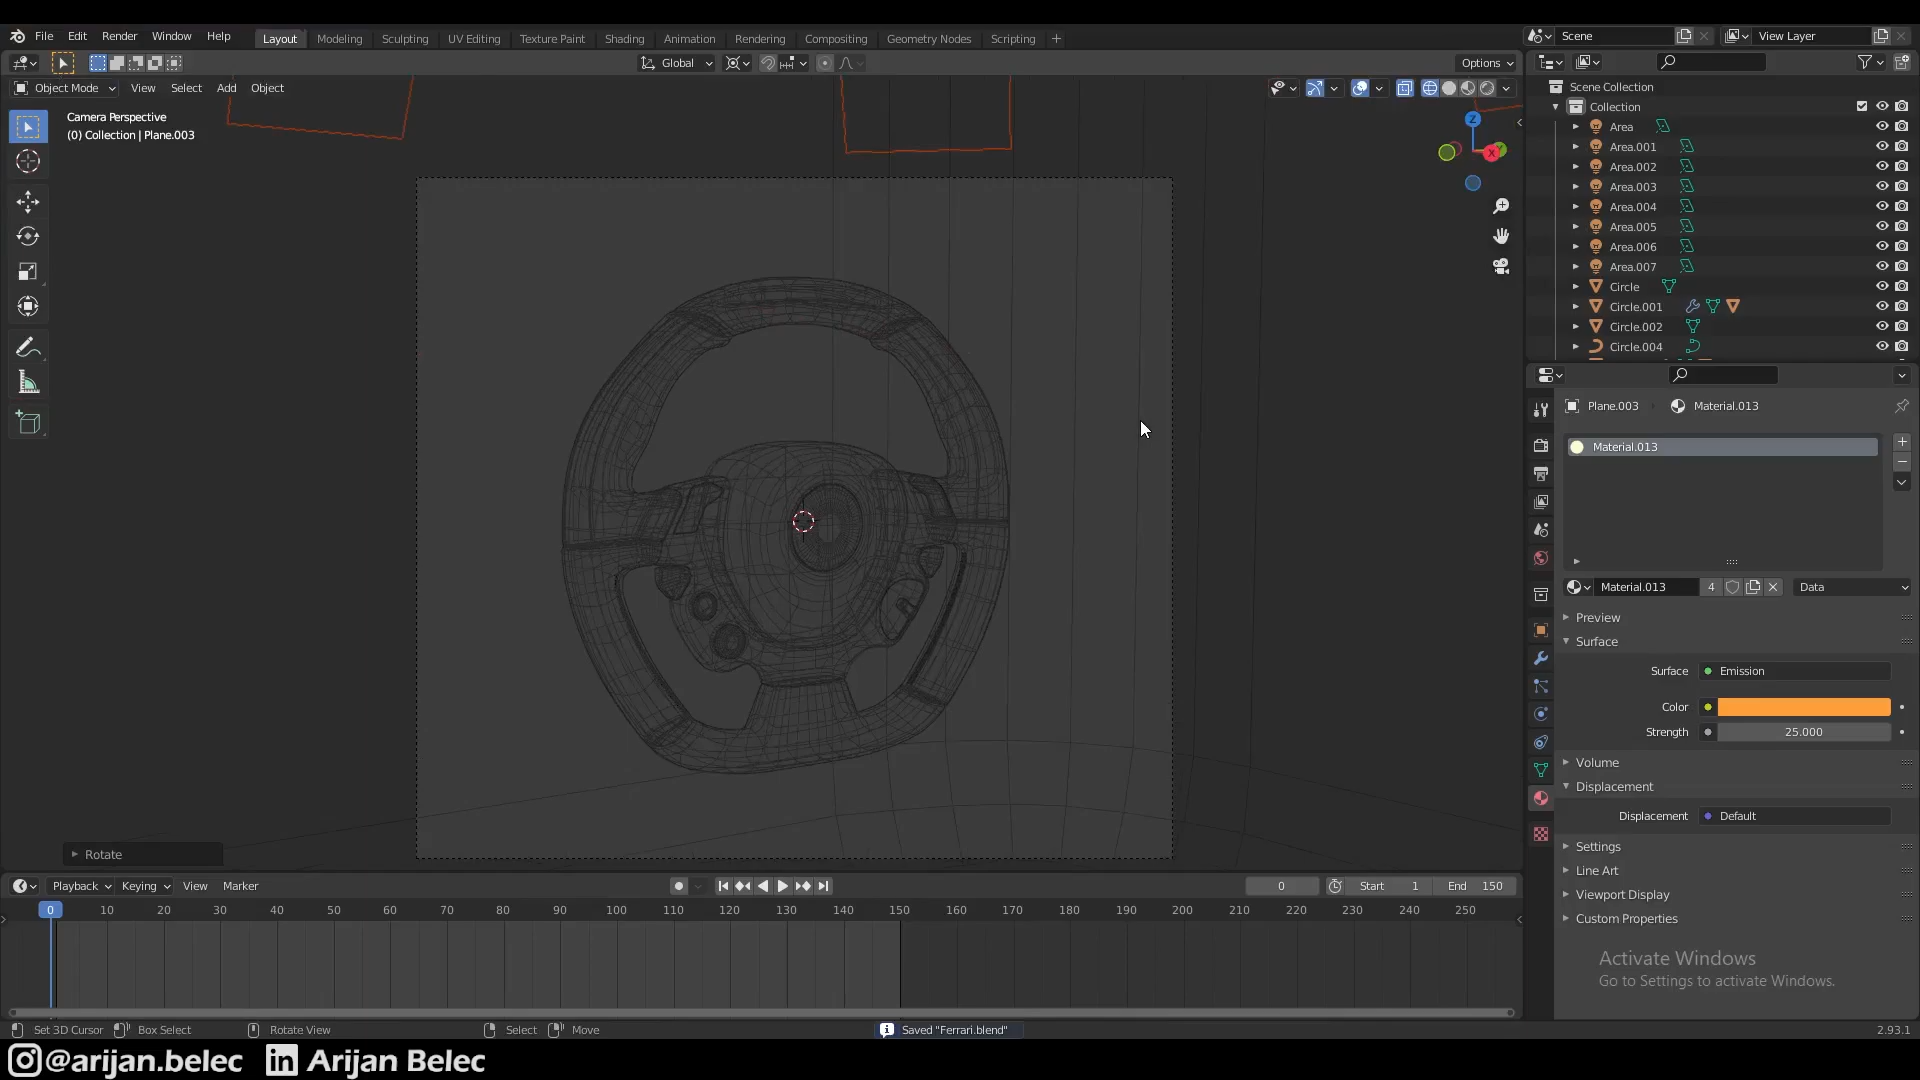 File Edit Render Window Help Layout Modeling Sculpting UV Editing Texture Paint Shading Animation Rendering Compositing Geometry Nodes Scripting + Scene View Layer
Global Options
Object Mode View Select Add Object
Camera Perspective
(0) Collection | Plane.003
Z
X
Scene Collection
Collection
Area
Area.001
Area.002
Area.003
Area.004
Area.005
Area.006
Area.007
Circle
Circle.001
Circle.002
Circle.004
Plane.003 Material.013
Material.013
Material.013 4 Data
Preview
Surface
Surface Emission
Color
Strength 25.000
Volume
Displacement
Displacement Default
Settings
Line Art
Viewport Display
Custom Properties
Activate Windows
Go to Settings to activate Windows.
Rotate
Playback Keying View Marker 0 Start 1 End 150
0 10 20 30 40 50 60 70 80 90 100 110 120 130 140 150 160 170 180 190 200 210 220 230 240 250
Set 3D Cursor Box Select Rotate View Select Move Saved "Ferrari.blend" 2.93.1
@arijan.belec in Arijan Belec